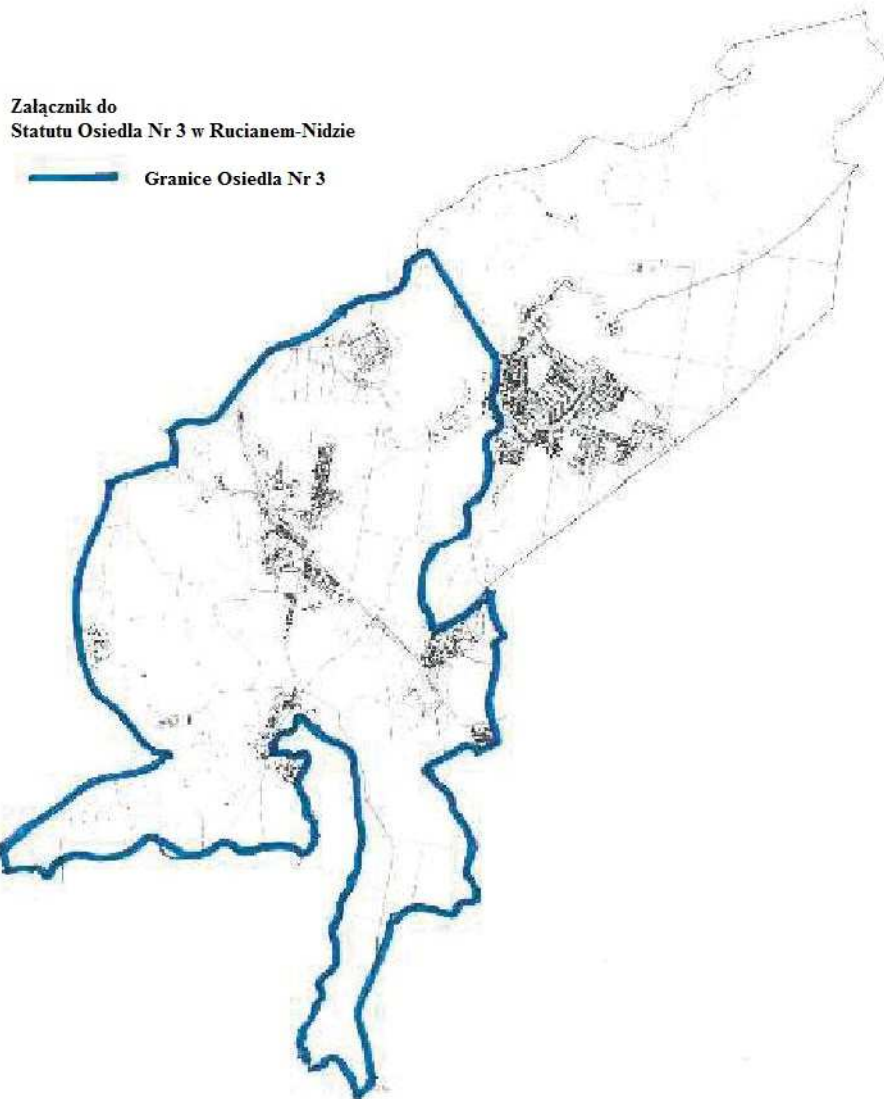 Załącznik do
Statutu Osiedla Nr 3 w Rucianem-Nidzie
Granice Osiedla Nr 3